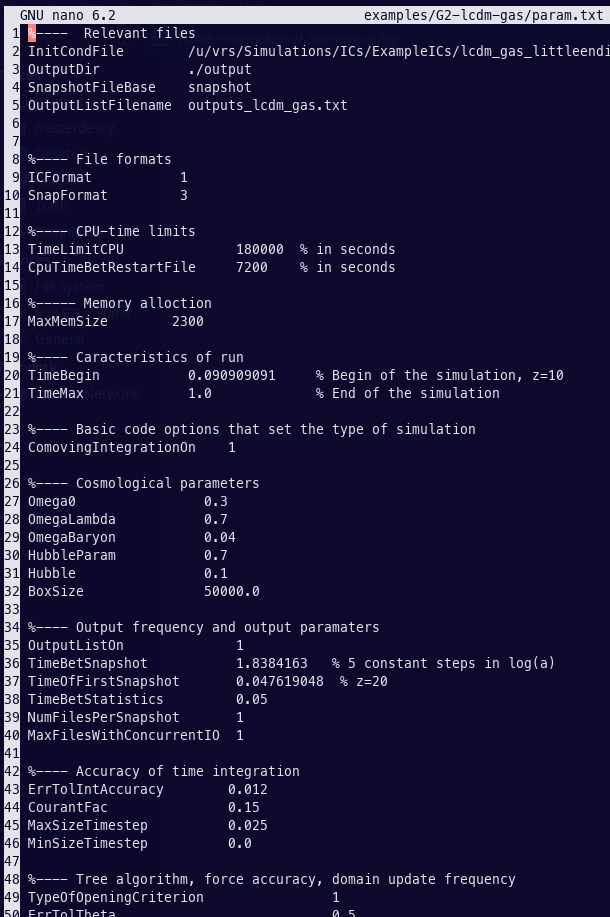 GNU nano 6.2 examples/G2-lcdm-gas/param.txt
1 %---- Relevant files
2 InitCondFile /u/vrs/Simulations/ICs/ExampleICs/lcdm_gas_littleendi
3 OutputDir ./output
4 SnapshotFileBase snapshot
5 OutputListFilename outputs_lcdm_gas.txt
6
7
8 %---- File formats
9 ICFormat 1
10 SnapFormat 3
11
12 %---- CPU-time limits
13 TimeLimitCPU 180000 % in seconds
14 CpuTimeBetRestartFile 7200 % in seconds
15
16 %----- Memory alloction
17 MaxMemSize 2300
18
19 %---- Caracteristics of run
20 TimeBegin 0.090909091 % Begin of the simulation, z=10
21 TimeMax 1.0 % End of the simulation
22
23 %---- Basic code options that set the type of simulation
24 ComovingIntegrationOn 1
25
26 %---- Cosmological parameters
27 Omega0 0.3
28 OmegaLambda 0.7
29 OmegaBaryon 0.04
30 HubbleParam 0.7
31 Hubble 0.1
32 BoxSize 50000.0
33
34 %---- Output frequency and output paramaters
35 OutputListOn 1
36 TimeBetSnapshot 1.8384163 % 5 constant steps in log(a)
37 TimeOfFirstSnapshot 0.047619048 % z=20
38 TimeBetStatistics 0.05
39 NumFilesPerSnapshot 1
40 MaxFilesWithConcurrentIO 1
41
42 %---- Accuracy of time integration
43 ErrTolIntAccuracy 0.012
44 CourantFac 0.15
45 MaxSizeTimestep 0.025
46 MinSizeTimestep 0.0
47
48 %---- Tree algorithm, force accuracy, domain update frequency
49 TypeOfOpeningCriterion 1
50 ErrTolTheta 0.5
masterdesky
Trash
File System
General
Network